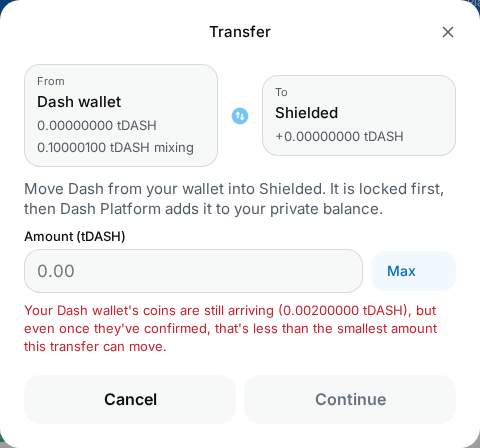 Transfer
From
Dash wallet
0.00000000 tDASH
0.10000100 tDASH mixing
To
Shielded
+0.00000000 tDASH
Move Dash from your wallet into Shielded. It is locked first,
then Dash Platform adds it to your private balance.
Amount (tDASH)
0.00
Max
Your Dash wallet's coins are still arriving (0.00200000 tDASH), but
even once they've confirmed, that's less than the smallest amount
this transfer can move.
Cancel
Continue